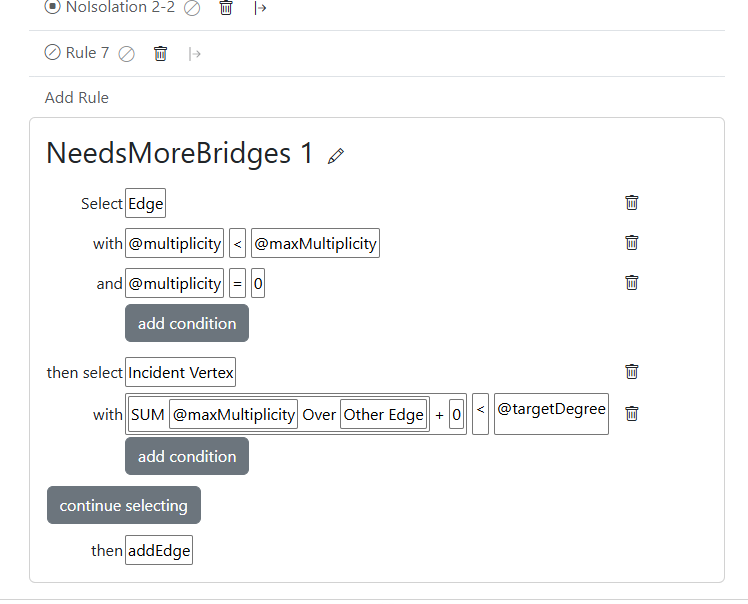 NoIsolation 2-2
Rule 7
Add Rule
NeedsMoreBridges 1
Select Edge
with @multiplicity < @maxMultiplicity
and @multiplicity = 0
add condition
then select Incident Vertex
with SUM @maxMultiplicity Over Other Edge + 0 < @targetDegree
add condition
continue selecting
then addEdge